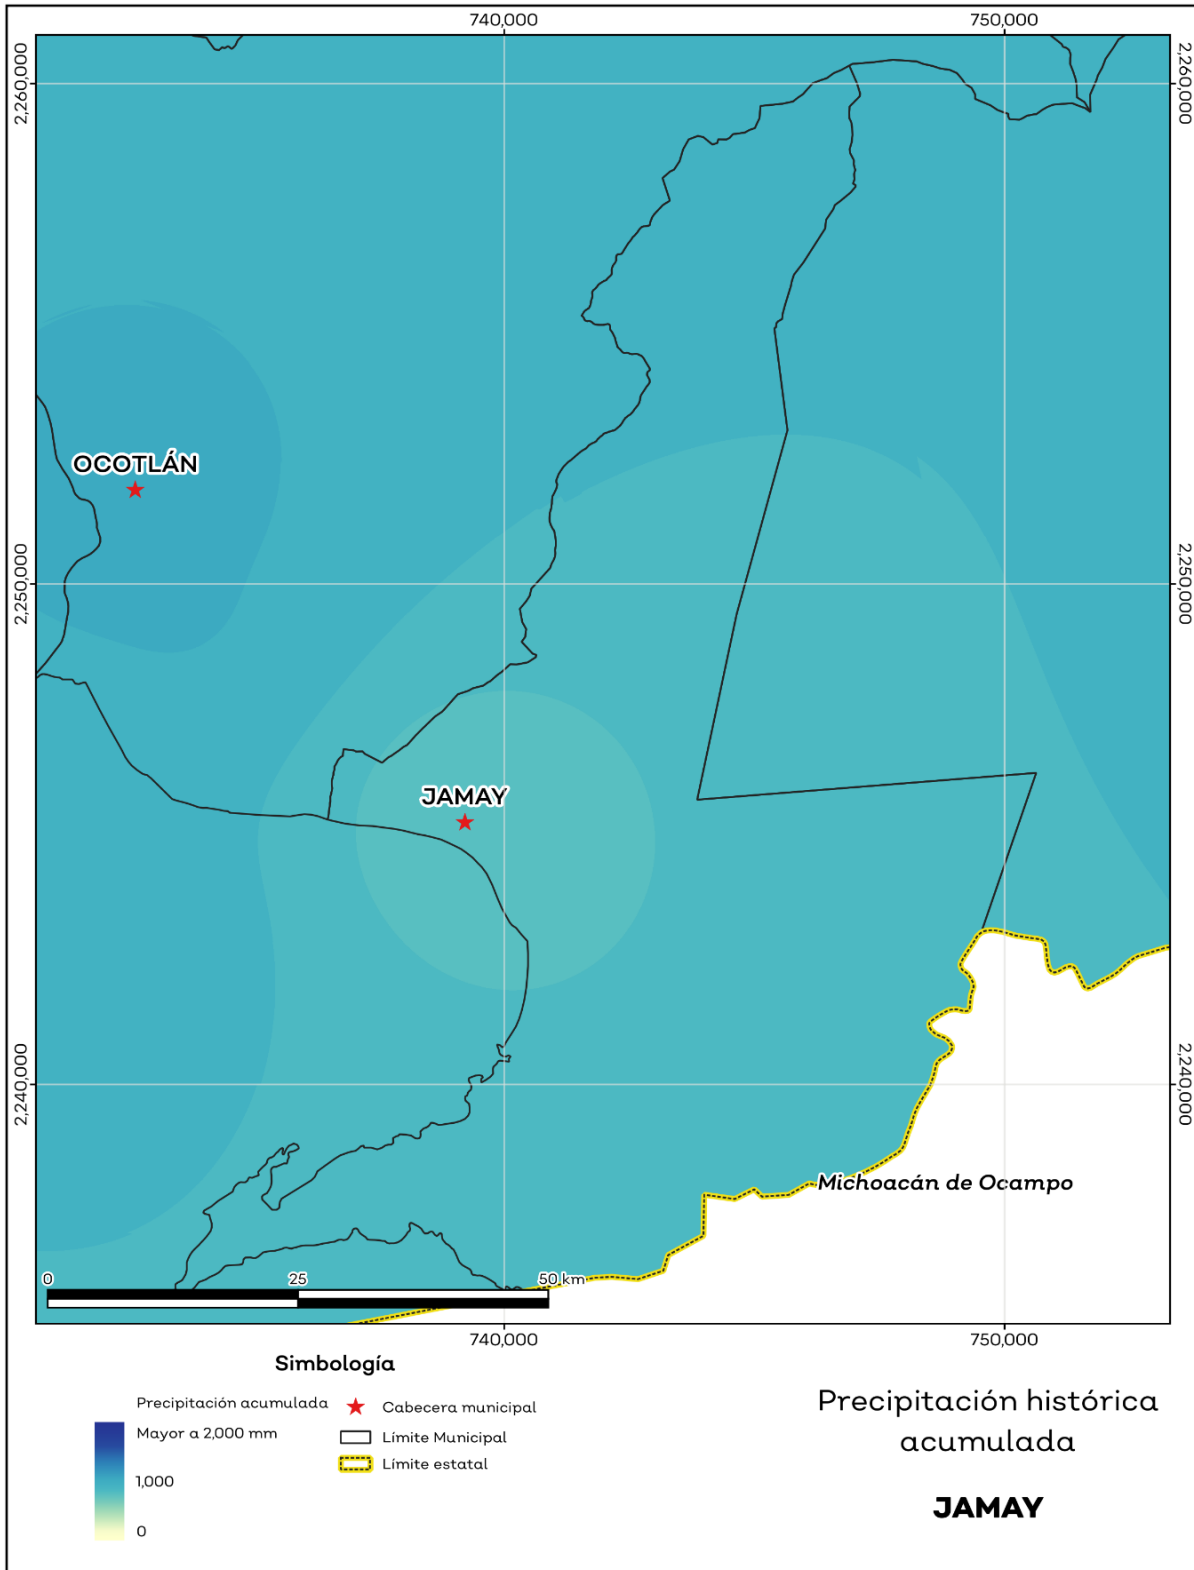 740,000
750,000
2,260,000
2,260,000
OCOTLÁN
2,250,000
2,250,000
JAMAY
2,240,000
2,240,000
Michoacán de Ocampo
0
25
50 km
740,000
750,000
Simbología
Precipitación acumulada
Mayor a 2,000 mm
1,000
0
Cabecera municipal
Límite Municipal
Límite estatal
Precipitación histórica
acumulada
JAMAY